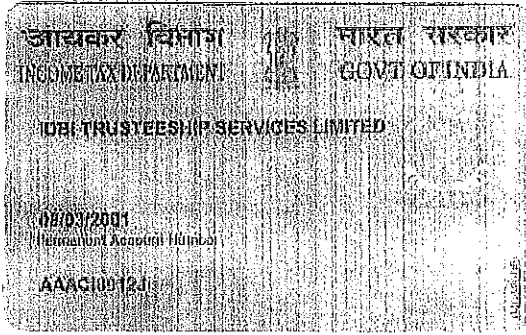 आयकर विभाग
भारत सरकार
INCOME TAX DEPARTMENT
GOVT OF INDIA
IDBI TRUSTEESHIP SERVICES LIMITED
08/03/2001
Permanent Account Number